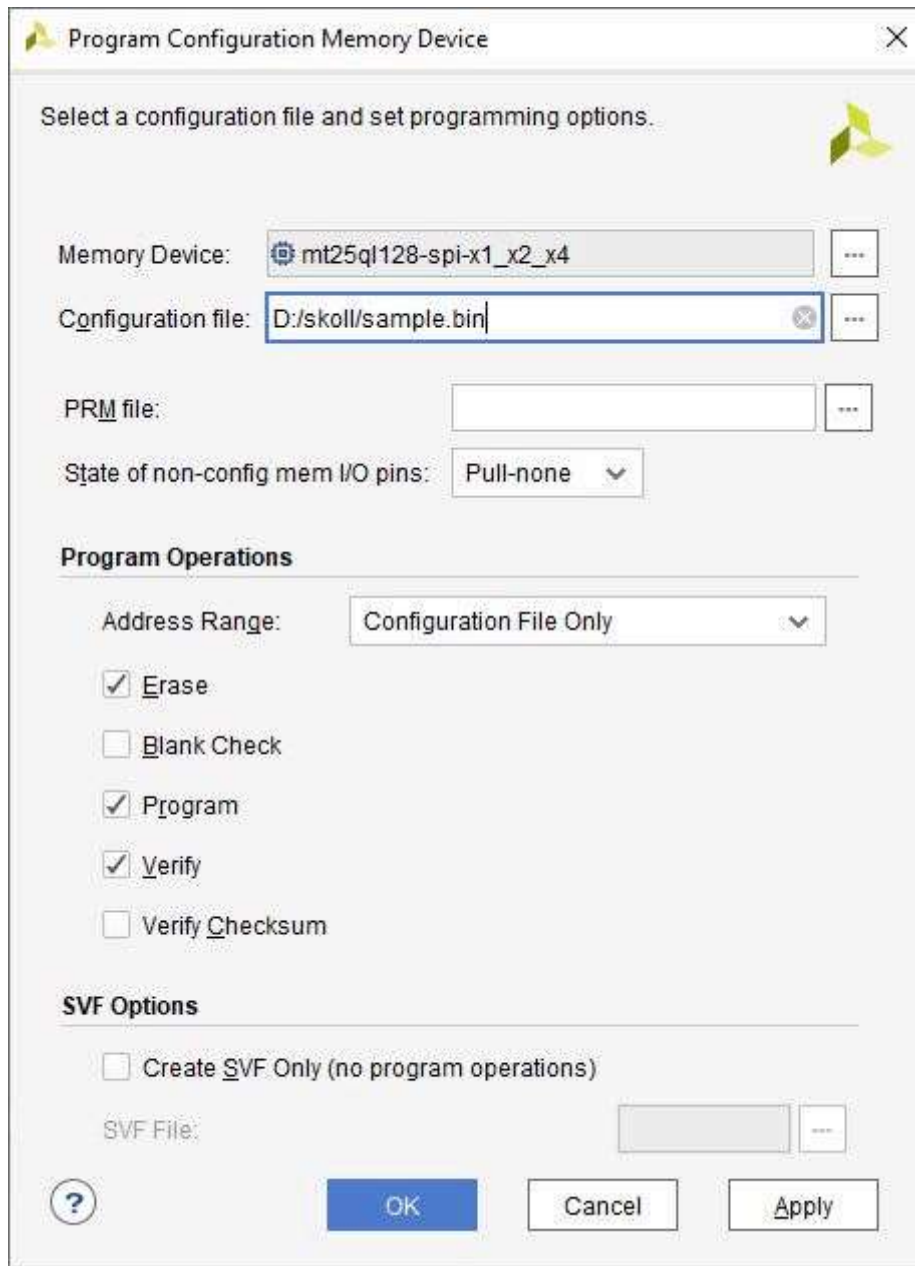 Program Configuration Memory Device
Select a configuration file and set programming options.
Memory Device: mt25ql128-spi-x1_x2_x4 ...
Configuration file: D:/skoll/sample.bin ...
PRM file: ...
State of non-config mem I/O pins: Pull-none
Program Operations
Address Range: Configuration File Only
Erase
Blank Check
Program
Verify
Verify Checksum
SVF Options
Create SVF Only (no program operations)
SVF File: ...
? OK Cancel Apply